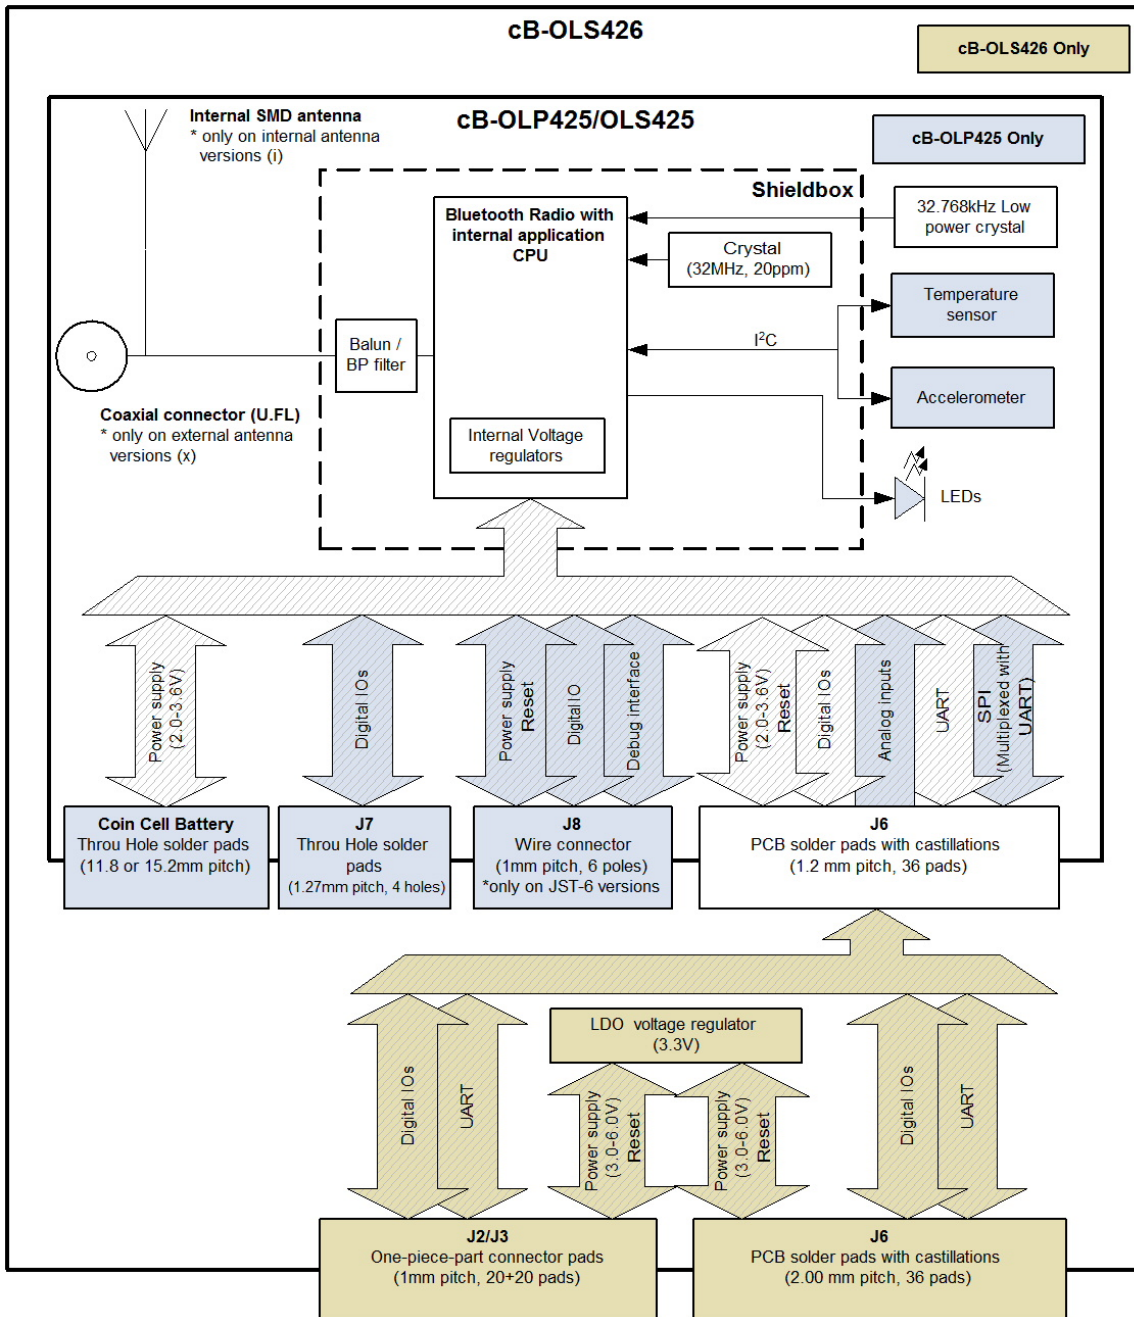 cB-OLS426
cB-OLS426 Only
Internal SMD antenna
* only on internal antenna
versions (i)
cB-OLP425/OLS425
cB-OLP425 Only
Shieldbox
Bluetooth Radio with
internal application
CPU
32.768kHz Low
power crystal
Crystal
(32MHz, 20ppm)
Temperature
sensor
I²C
Balun /
BP filter
Accelerometer
Coaxial connector (U.FL)
* only on external antenna
versions (x)
Internal Voltage
regulators
LEDs
Power supply
(2.0-3.6V)
Digital IOs
Power supply
Reset
Digital IO
Debug interface
Power supply
(2.0-3.6V)
Reset
Digital IOs
Analog inputs
UART
SPI
(Multiplexed with
UART)
Coin Cell Battery
Throu Hole solder pads
(11.8 or 15.2mm pitch)
J7
Throu Hole solder
pads
(1.27mm pitch, 4 holes)
J8
Wire connector
(1mm pitch, 6 poles)
*only on JST-6 versions
J6
PCB solder pads with castillations
(1.2 mm pitch, 36 pads)
LDO voltage regulator
(3.3V)
Digital IOs
UART
Power supply
(3.0-6.0V)
Reset
Power supply
(3.0-6.0V)
Reset
Digital IOs
UART
J2/J3
One-piece-part connector pads
(1mm pitch, 20+20 pads)
J6
PCB solder pads with castillations
(2.00 mm pitch, 36 pads)